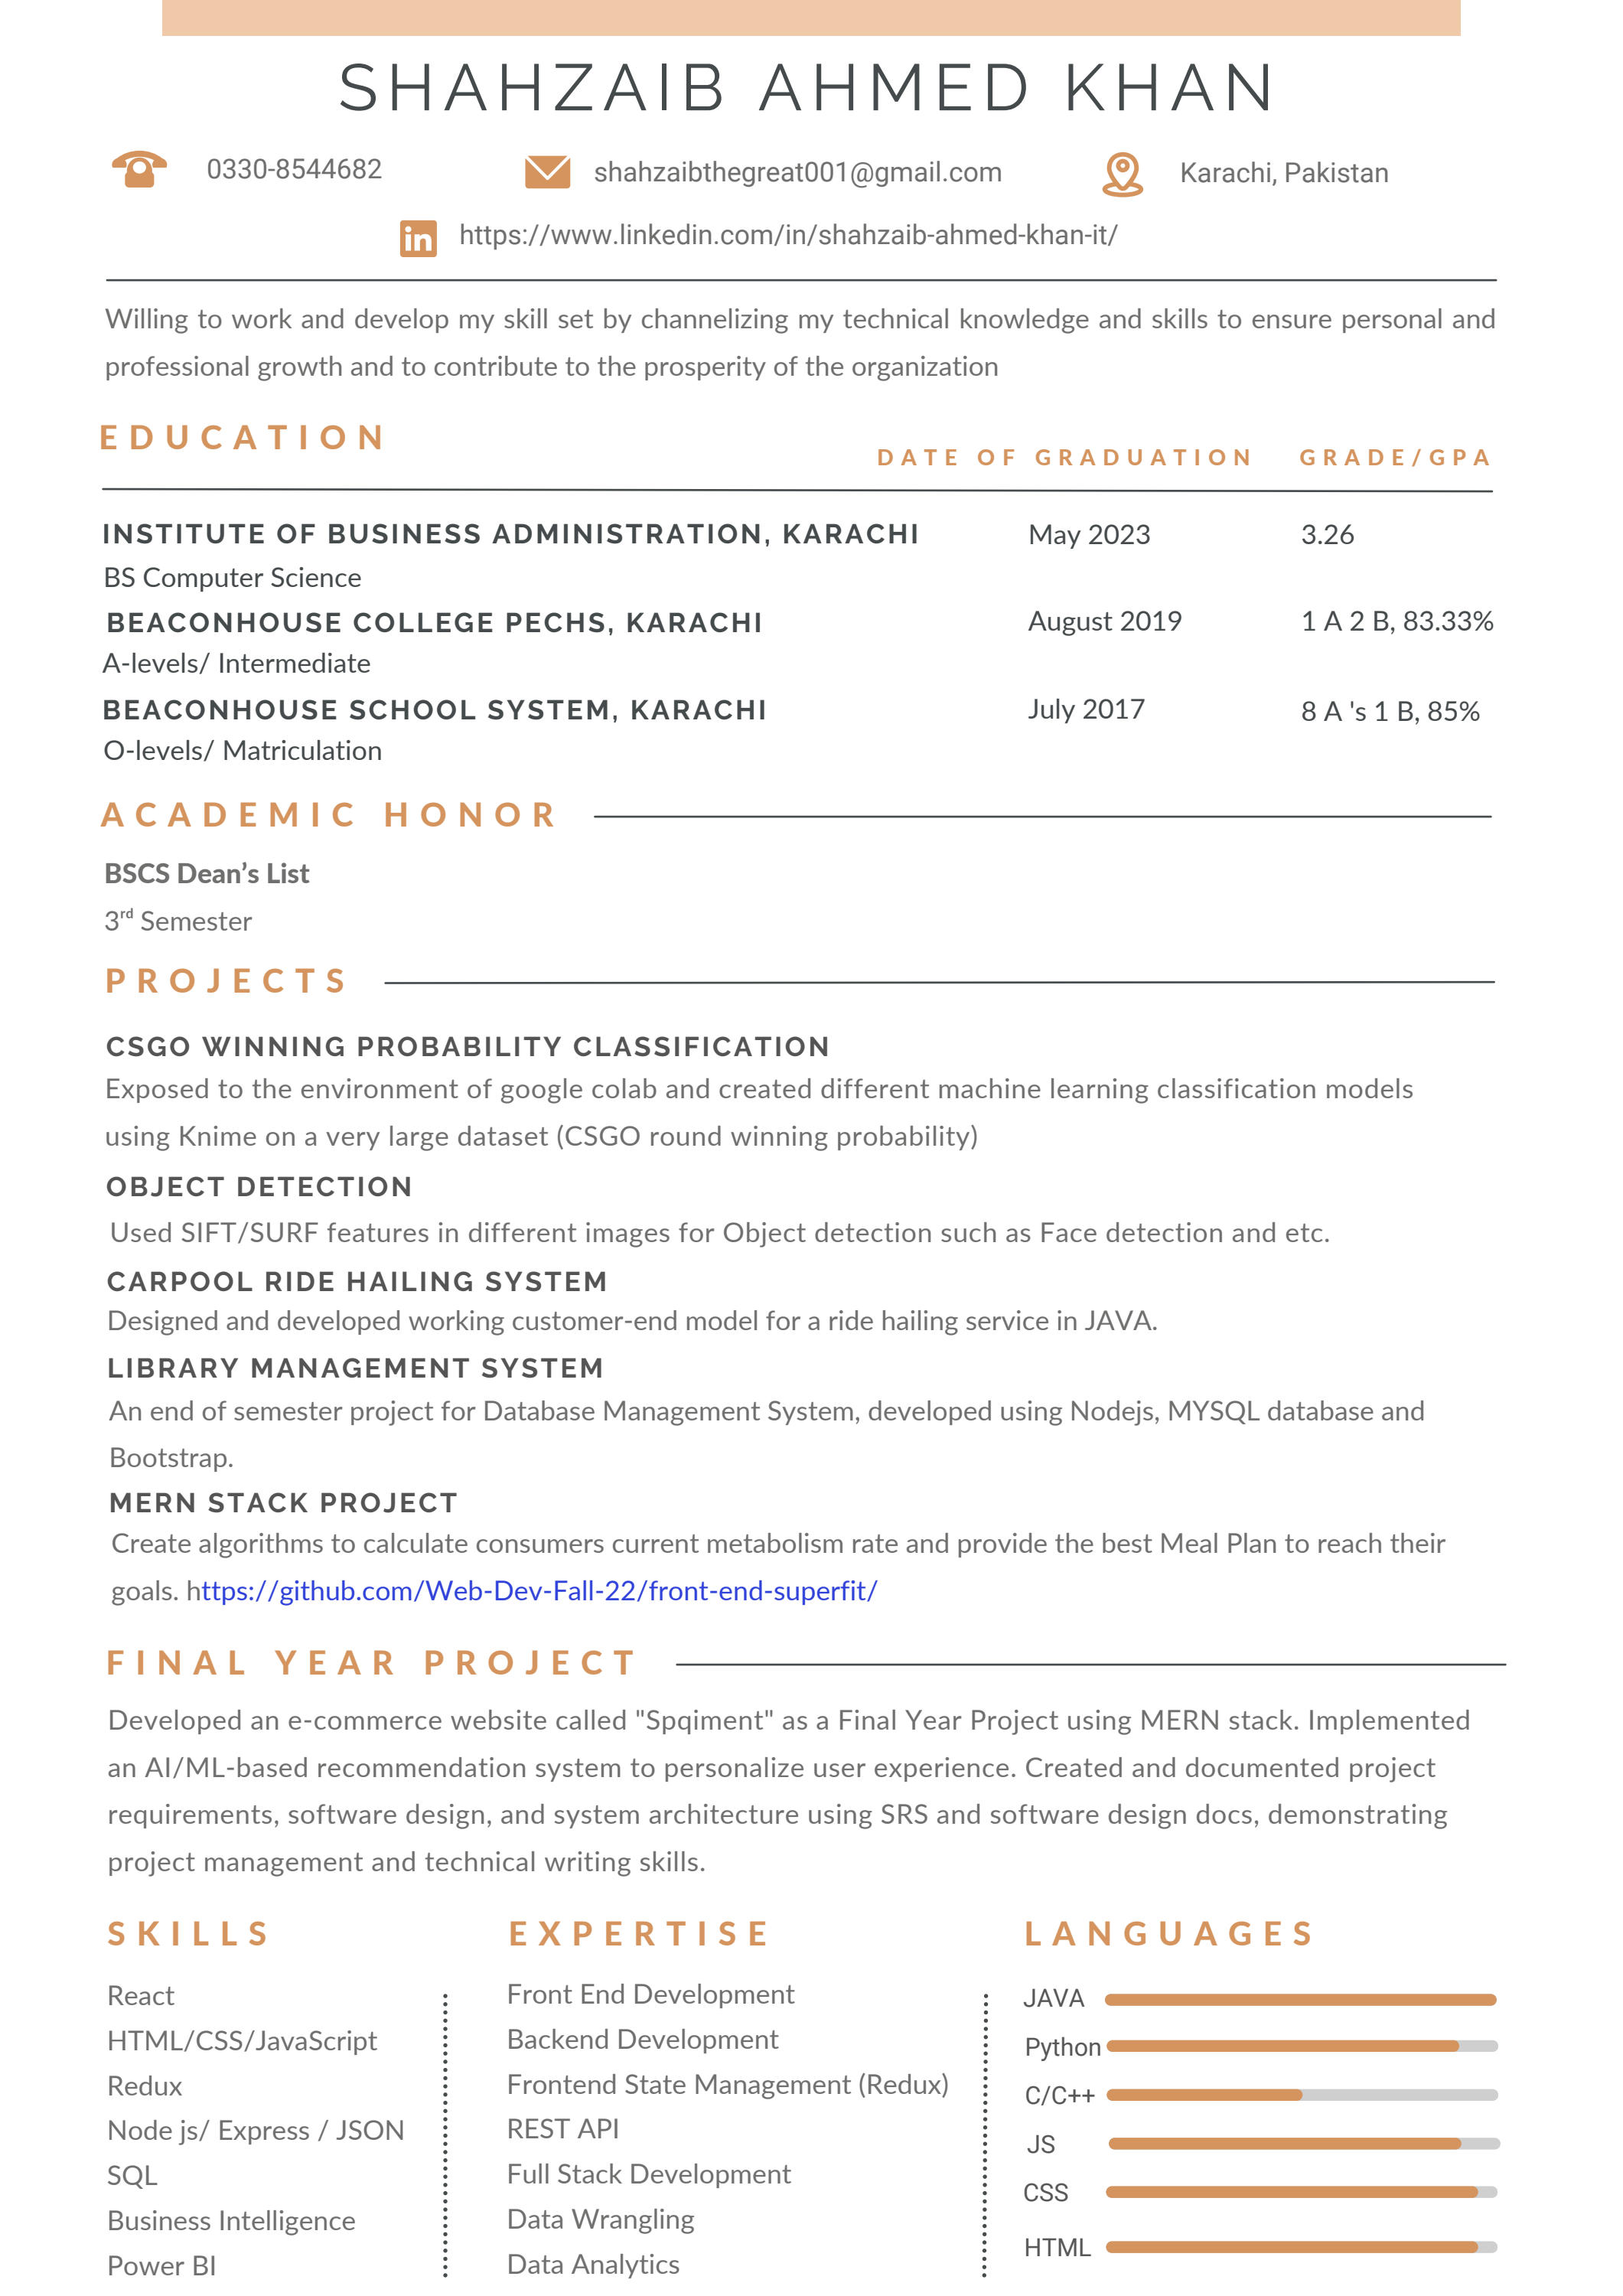 SHAHZAIB AHMED KHAN
0330-8544682 shahzaibthegreat001@gmail.com Karachi, Pakistan
in https://www.linkedin.com/in/shahzaib-ahmed-khan-it/
Willing to work and develop my skill set by channelizing my technical knowledge and skills to ensure personal and
professional growth and to contribute to the prosperity of the organization
EDUCATION DATE OF GRADUATION GRADE/GPA
INSTITUTE OF BUSINESS ADMINISTRATION, KARACHI May 2023 3.26
BS Computer Science
BEACONHOUSE COLLEGE PECHS, KARACHI August 2019 1 A 2 B, 83.33%
A-levels/ Intermediate
BEACONHOUSE SCHOOL SYSTEM, KARACHI July 2017 8 A 's 1 B, 85%
O-levels/ Matriculation
ACADEMIC HONOR
BSCS Dean’s List
3rd Semester
PROJECTS
CSGO WINNING PROBABILITY CLASSIFICATION
Exposed to the environment of google colab and created different machine learning classification models
using Knime on a very large dataset (CSGO round winning probability)
OBJECT DETECTION
Used SIFT/SURF features in different images for Object detection such as Face detection and etc.
CARPOOL RIDE HAILING SYSTEM
Designed and developed working customer-end model for a ride hailing service in JAVA.
LIBRARY MANAGEMENT SYSTEM
An end of semester project for Database Management System, developed using Nodejs, MYSQL database and
Bootstrap.
MERN STACK PROJECT
Create algorithms to calculate consumers current metabolism rate and provide the best Meal Plan to reach their
goals. https://github.com/Web-Dev-Fall-22/front-end-superfit/
FINAL YEAR PROJECT
Developed an e-commerce website called "Spqiment" as a Final Year Project using MERN stack. Implemented
an AI/ML-based recommendation system to personalize user experience. Created and documented project
requirements, software design, and system architecture using SRS and software design docs, demonstrating
project management and technical writing skills.
SKILLS
React
HTML/CSS/JavaScript
Redux
Node js/ Express / JSON
SQL
Business Intelligence
Power BI
EXPERTISE
Front End Development
Backend Development
Frontend State Management (Redux)
REST API
Full Stack Development
Data Wrangling
Data Analytics
LANGUAGES
JAVA
Python
C/C++
JS
CSS
HTML